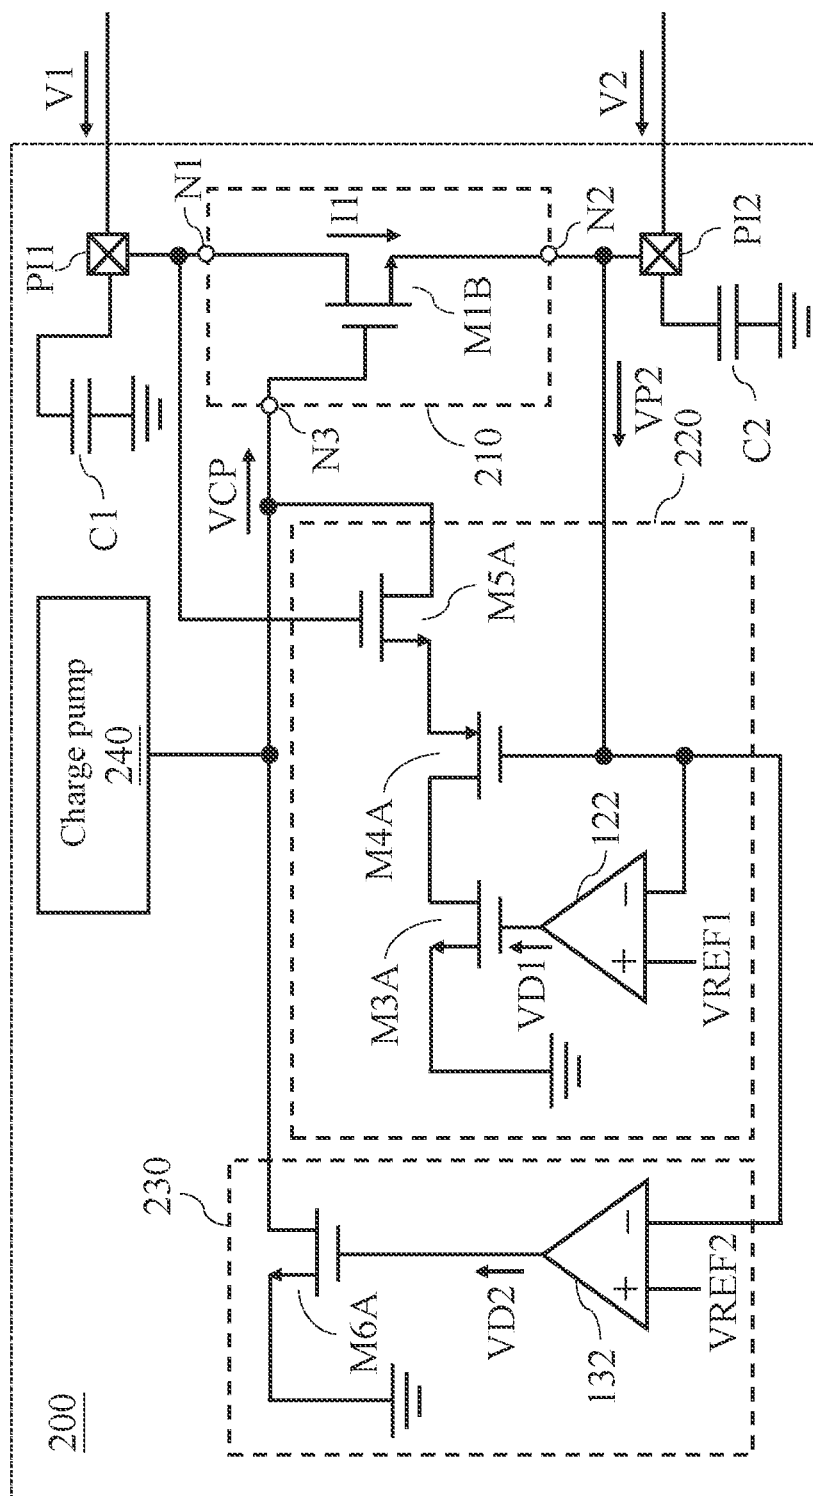 200
230
M6A
VD2
132
VREF2
Charge pump
240
C1
PI1
V1
N1
VCP
N3
I1
M1B
210
N2
V2
PI2
C2
VP2
220
M5A
M4A
M3A
VD1
122
+
−
VREF1
+
−